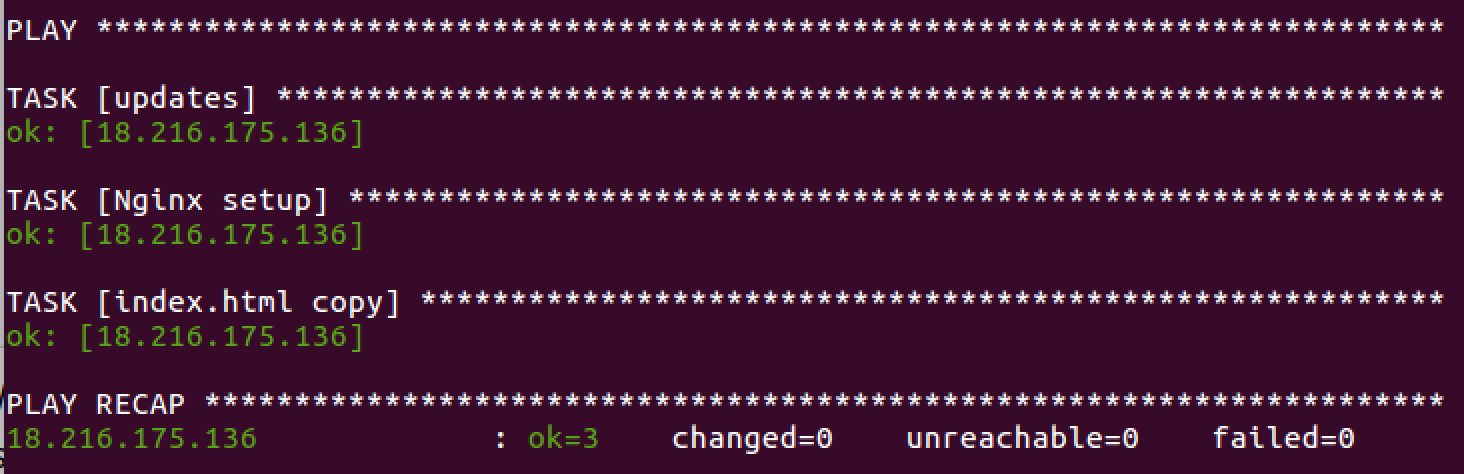 PLAY ***************************************************************************
TASK [updates] *****************************************************************
ok: [18.216.175.136]
TASK [Nginx setup] *************************************************************
ok: [18.216.175.136]
TASK [index.html copy] *********************************************************
ok: [18.216.175.136]
PLAY RECAP *********************************************************************
18.216.175.136             : ok=3    changed=0    unreachable=0    failed=0